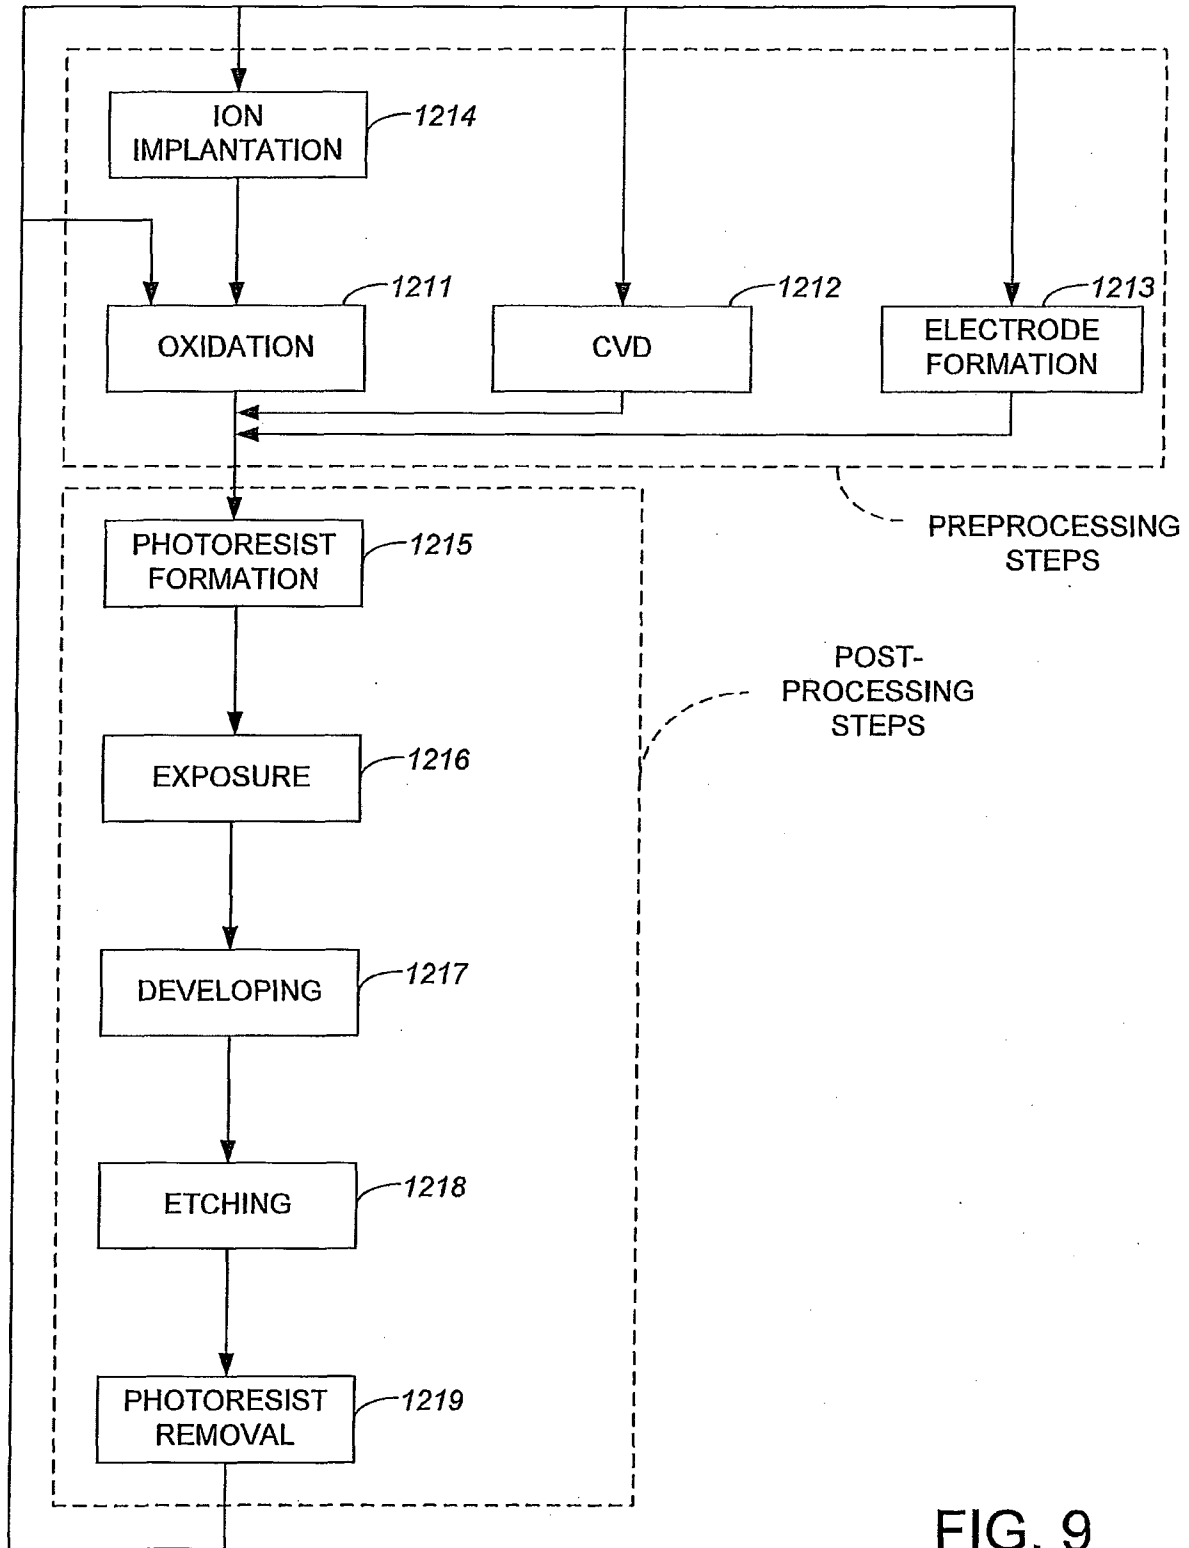 ION
IMPLANTATION
1214
1211
1212
1213
OXIDATION
CVD
ELECTRODE
FORMATION
PREPROCESSING
STEPS
PHOTORESIST
FORMATION
1215
POST-
PROCESSING
STEPS
EXPOSURE
1216
DEVELOPING
1217
ETCHING
1218
PHOTORESIST
REMOVAL
1219
FIG. 9